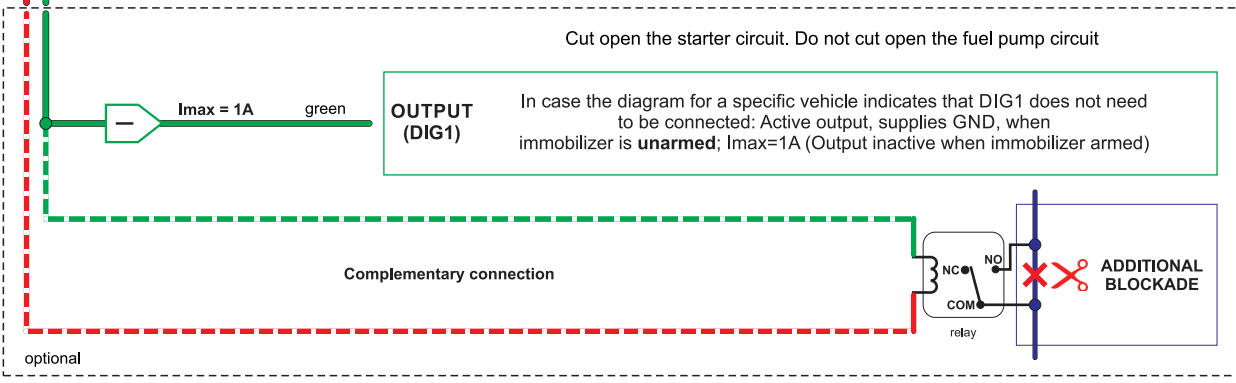 Cut open the starter circuit. Do not cut open the fuel pump circuit
Imax = 1A
green
OUTPUT
(DIG1)
In case the diagram for a specific vehicle indicates that DIG1 does not need
to be connected: Active output, supplies GND, when
immobilizer is unarmed; Imax=1A (Output inactive when immobilizer armed)
Complementary connection
NC
NO
COM
relay
ADDITIONAL
BLOCKADE
optional